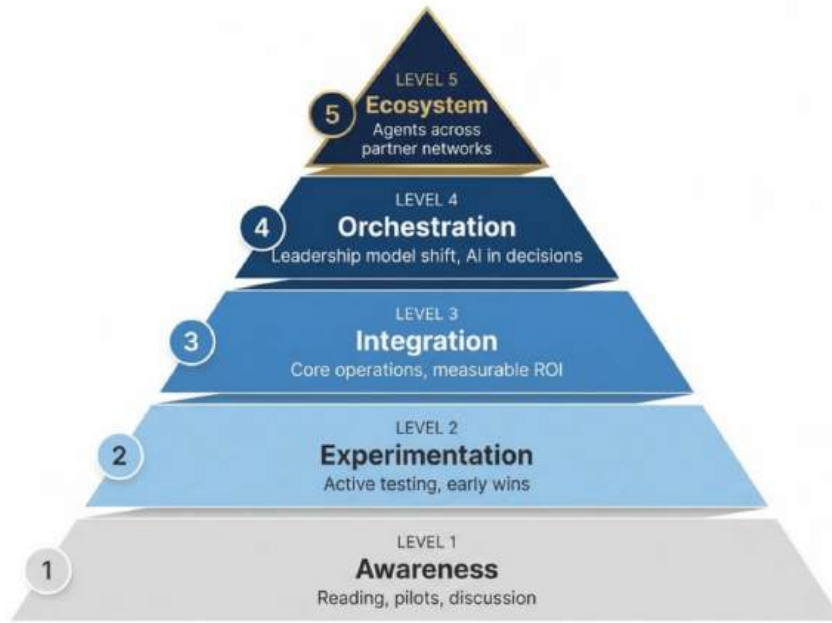 LEVEL 5
5
Ecosystem
Agents across
partner networks
LEVEL 4
4
Orchestration
Leadership model shift, AI in decisions
LEVEL 3
3
Integration
Core operations, measurable ROI
LEVEL 2
2
Experimentation
Active testing, early wins
LEVEL 1
1
Awareness
Reading, pilots, discussion